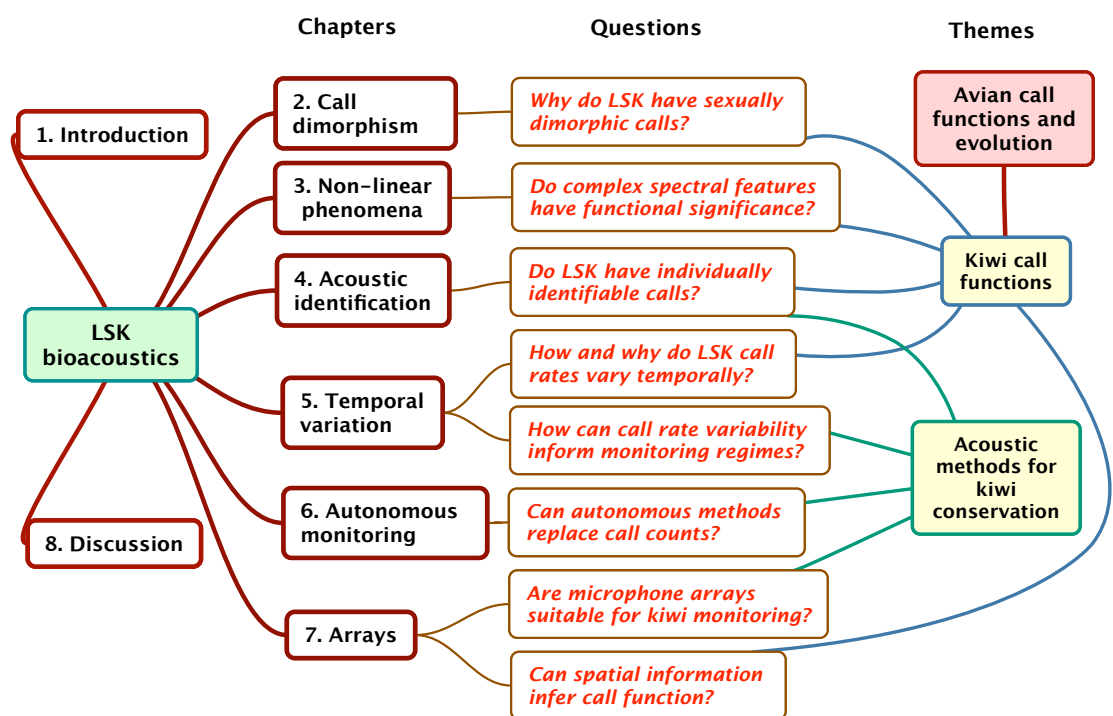 Chapters
Questions
Themes
1. Introduction
2. Call
dimorphism
3. Non-linear
phenomena
4. Acoustic
identification
LSK
bioacoustics
5. Temporal
variation
6. Autonomous
monitoring
7. Arrays
8. Discussion
Why do LSK have sexually
dimorphic calls?
Do complex spectral features
have functional significance?
Do LSK have individually
identifiable calls?
How and why do LSK call
rates vary temporally?
How can call rate variability
inform monitoring regimes?
Can autonomous methods
replace call counts?
Are microphone arrays
suitable for kiwi monitoring?
Can spatial information
infer call function?
Avian call
functions and
evolution
Kiwi call
functions
Acoustic
methods for
kiwi
conservation